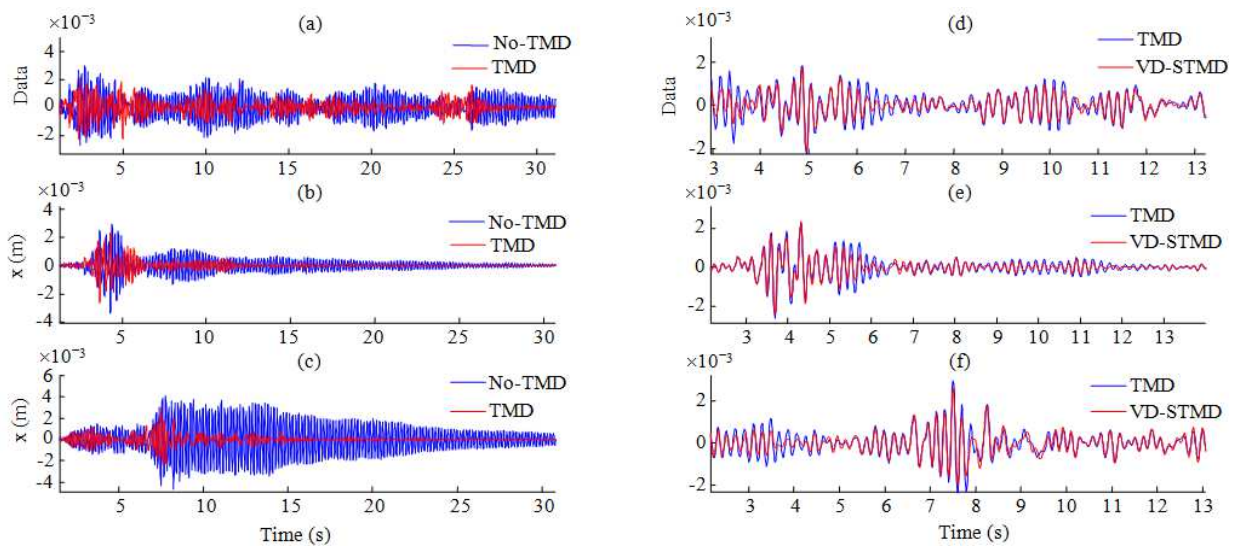 (a)
×10⁻³
4
2
0
-2
Data
No-TMD
TMD
5 10 15 20 25 30
(b)
×10⁻³
4
2
0
-2
-4
x (m)
No-TMD
TMD
5 10 15 20 25 30
(c)
×10⁻³
6
4
2
0
-2
-4
x (m)
No-TMD
TMD
5 10 15 20 25 30
Time (s)
(d)
×10⁻³
2
0
-2
Data
TMD
VD-STMD
3 3 4 5 6 7 8 9 10 11 12 13
(e)
×10⁻³
2
0
-2
TMD
VD-STMD
3 4 5 6 7 8 9 10 11 12 13
(f)
×10⁻³
2
0
-2
TMD
VD-STMD
3 4 5 6 7 8 9 10 11 12 13
Time (s)